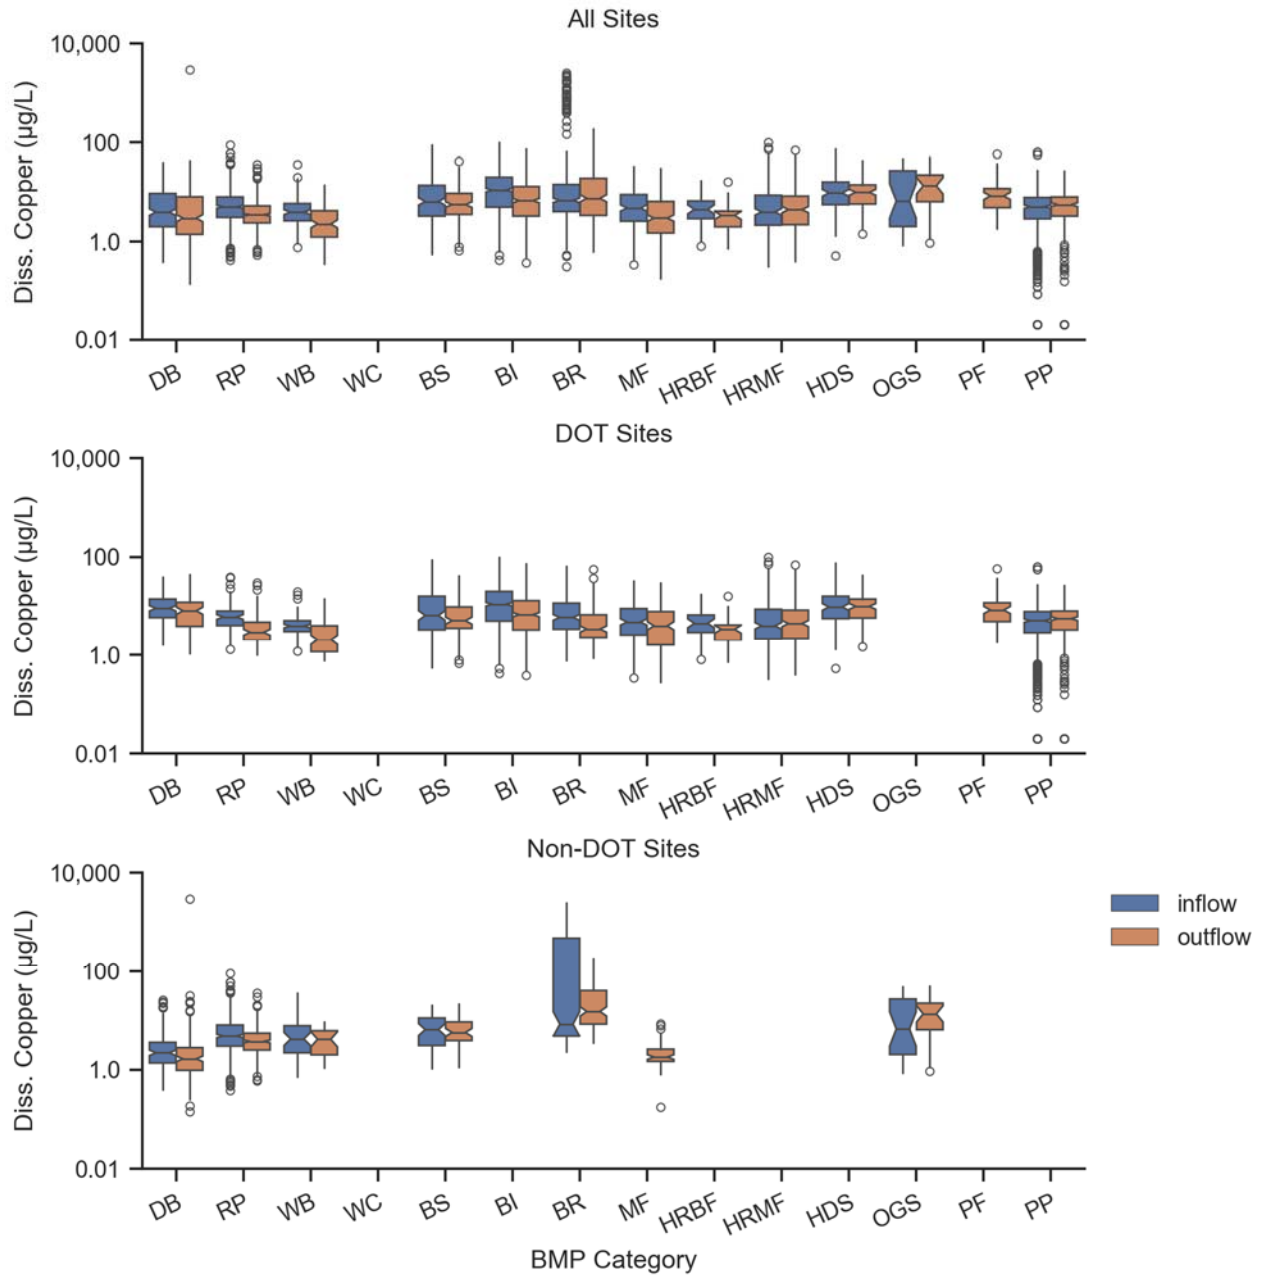 All Sites
Diss. Copper (µg/L)
10,000
100
1.0
0.01
DB RP WB WC BS BI BR MF HRBF HRMF HDS OGS PF PP
DOT Sites
Diss. Copper (µg/L)
10,000
100
1.0
0.01
DB RP WB WC BS BI BR MF HRBF HRMF HDS OGS PF PP
Non-DOT Sites
Diss. Copper (µg/L)
10,000
100
1.0
0.01
DB RP WB WC BS BI BR MF HRBF HRMF HDS OGS PF PP
BMP Category
inflow
outflow